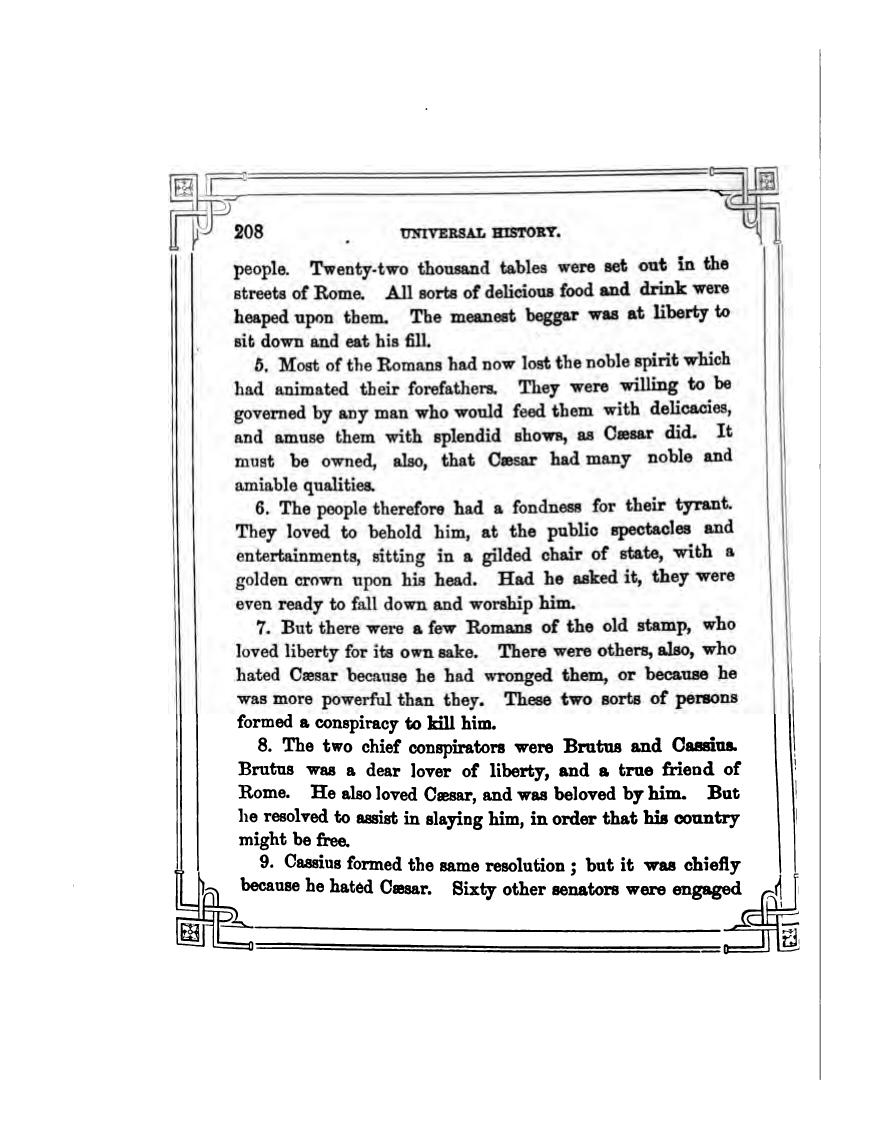 208 UNIVERSAL HISTORY.
people. Twenty-two thousand tables were set out in the
streets of Rome. All sorts of delicious food and drink were
heaped upon them. The meanest beggar was at liberty to
sit down and eat his fill.
5. Most of the Romans had now lost the noble spirit which
had animated their forefathers. They were willing to be
governed by any man who would feed them with delicacies,
and amuse them with splendid shows, as Cæsar did. It
must be owned, also, that Cæsar had many noble and
amiable qualities.
6. The people therefore had a fondness for their tyrant.
They loved to behold him, at the public spectacles and
entertainments, sitting in a gilded chair of state, with a
golden crown upon his head. Had he asked it, they were
even ready to fall down and worship him.
7. But there were a few Romans of the old stamp, who
loved liberty for its own sake. There were others, also, who
hated Cæsar because he had wronged them, or because he
was more powerful than they. These two sorts of persons
formed a conspiracy to kill him.
8. The two chief conspirators were Brutus and Cassius.
Brutus was a dear lover of liberty, and a true friend of
Rome. He also loved Cæsar, and was beloved by him. But
he resolved to assist in slaying him, in order that his country
might be free.
9. Cassius formed the same resolution ; but it was chiefly
because he hated Cæsar. Sixty other senators were engaged